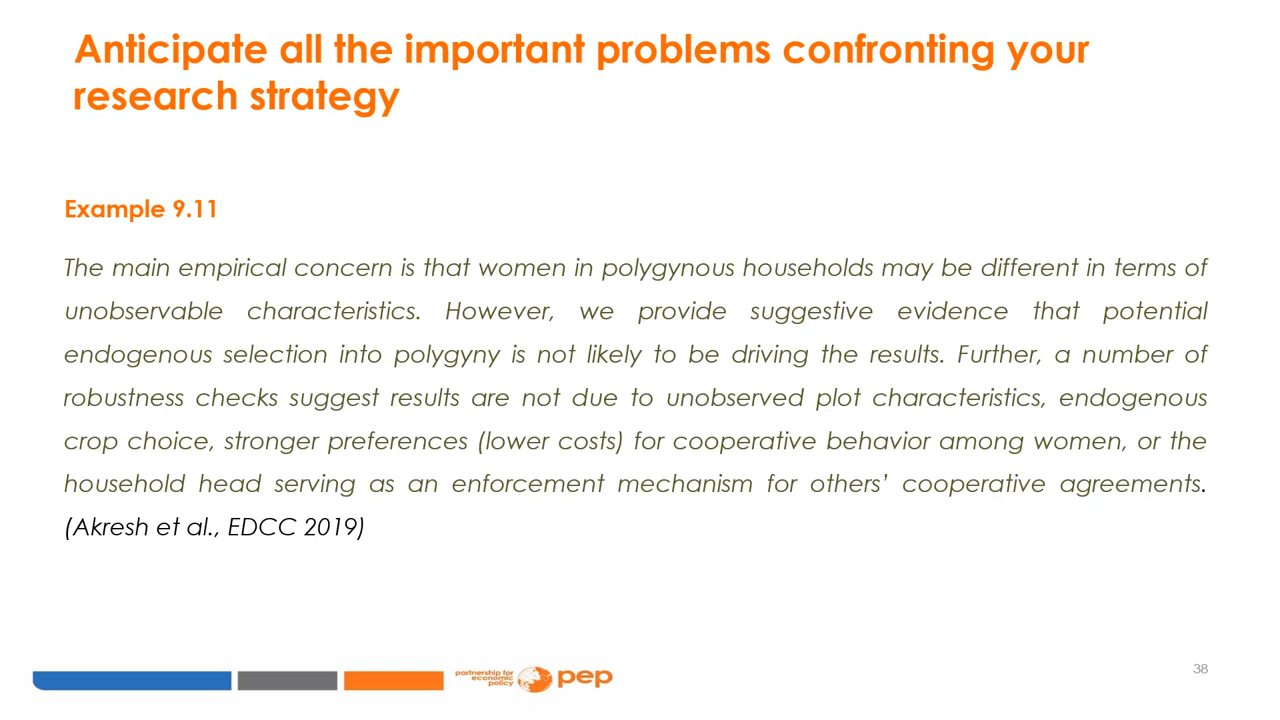 Anticipate all the important problems confronting your
research strategy
Example 9.11
The main empirical concern is that women in polygynous households may be different in terms of
unobservable characteristics. However, we provide suggestive evidence that potential
endogenous selection into polygyny is not likely to be driving the results. Further, a number of
robustness checks suggest results are not due to unobserved plot characteristics, endogenous
crop choice, stronger preferences (lower costs) for cooperative behavior among women, or the
household head serving as an enforcement mechanism for others’ cooperative agreements.
(Akresh et al., EDCC 2019)
partnership for
economic
policy
pep
38